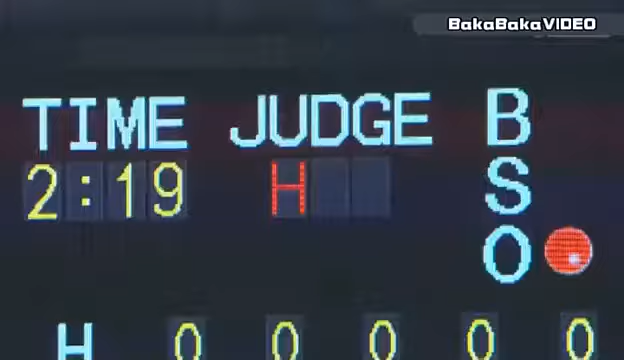 BakaBakaVIDEO
TIME JUDGE B
2:19 H S
O
H 0 0 0 0 0